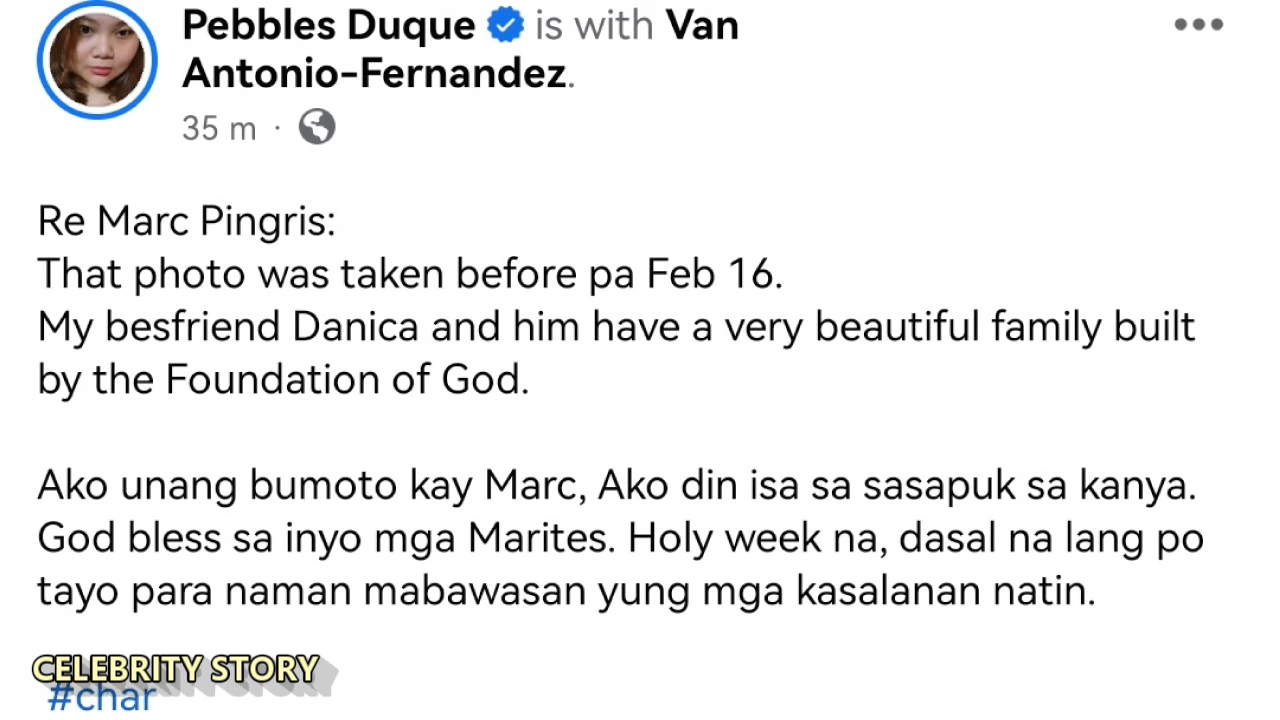 Pebbles Duque is with Van
Antonio-Fernandez.
35 m ·
Re Marc Pingris:
That photo was taken before pa Feb 16.
My besfriend Danica and him have a very beautiful family built
by the Foundation of God.
Ako unang bumoto kay Marc, Ako din isa sa sasapuk sa kanya.
God bless sa inyo mga Marites. Holy week na, dasal na lang po
tayo para naman mabawasan yung mga kasalanan natin.
CELEBRITY STORY
#char